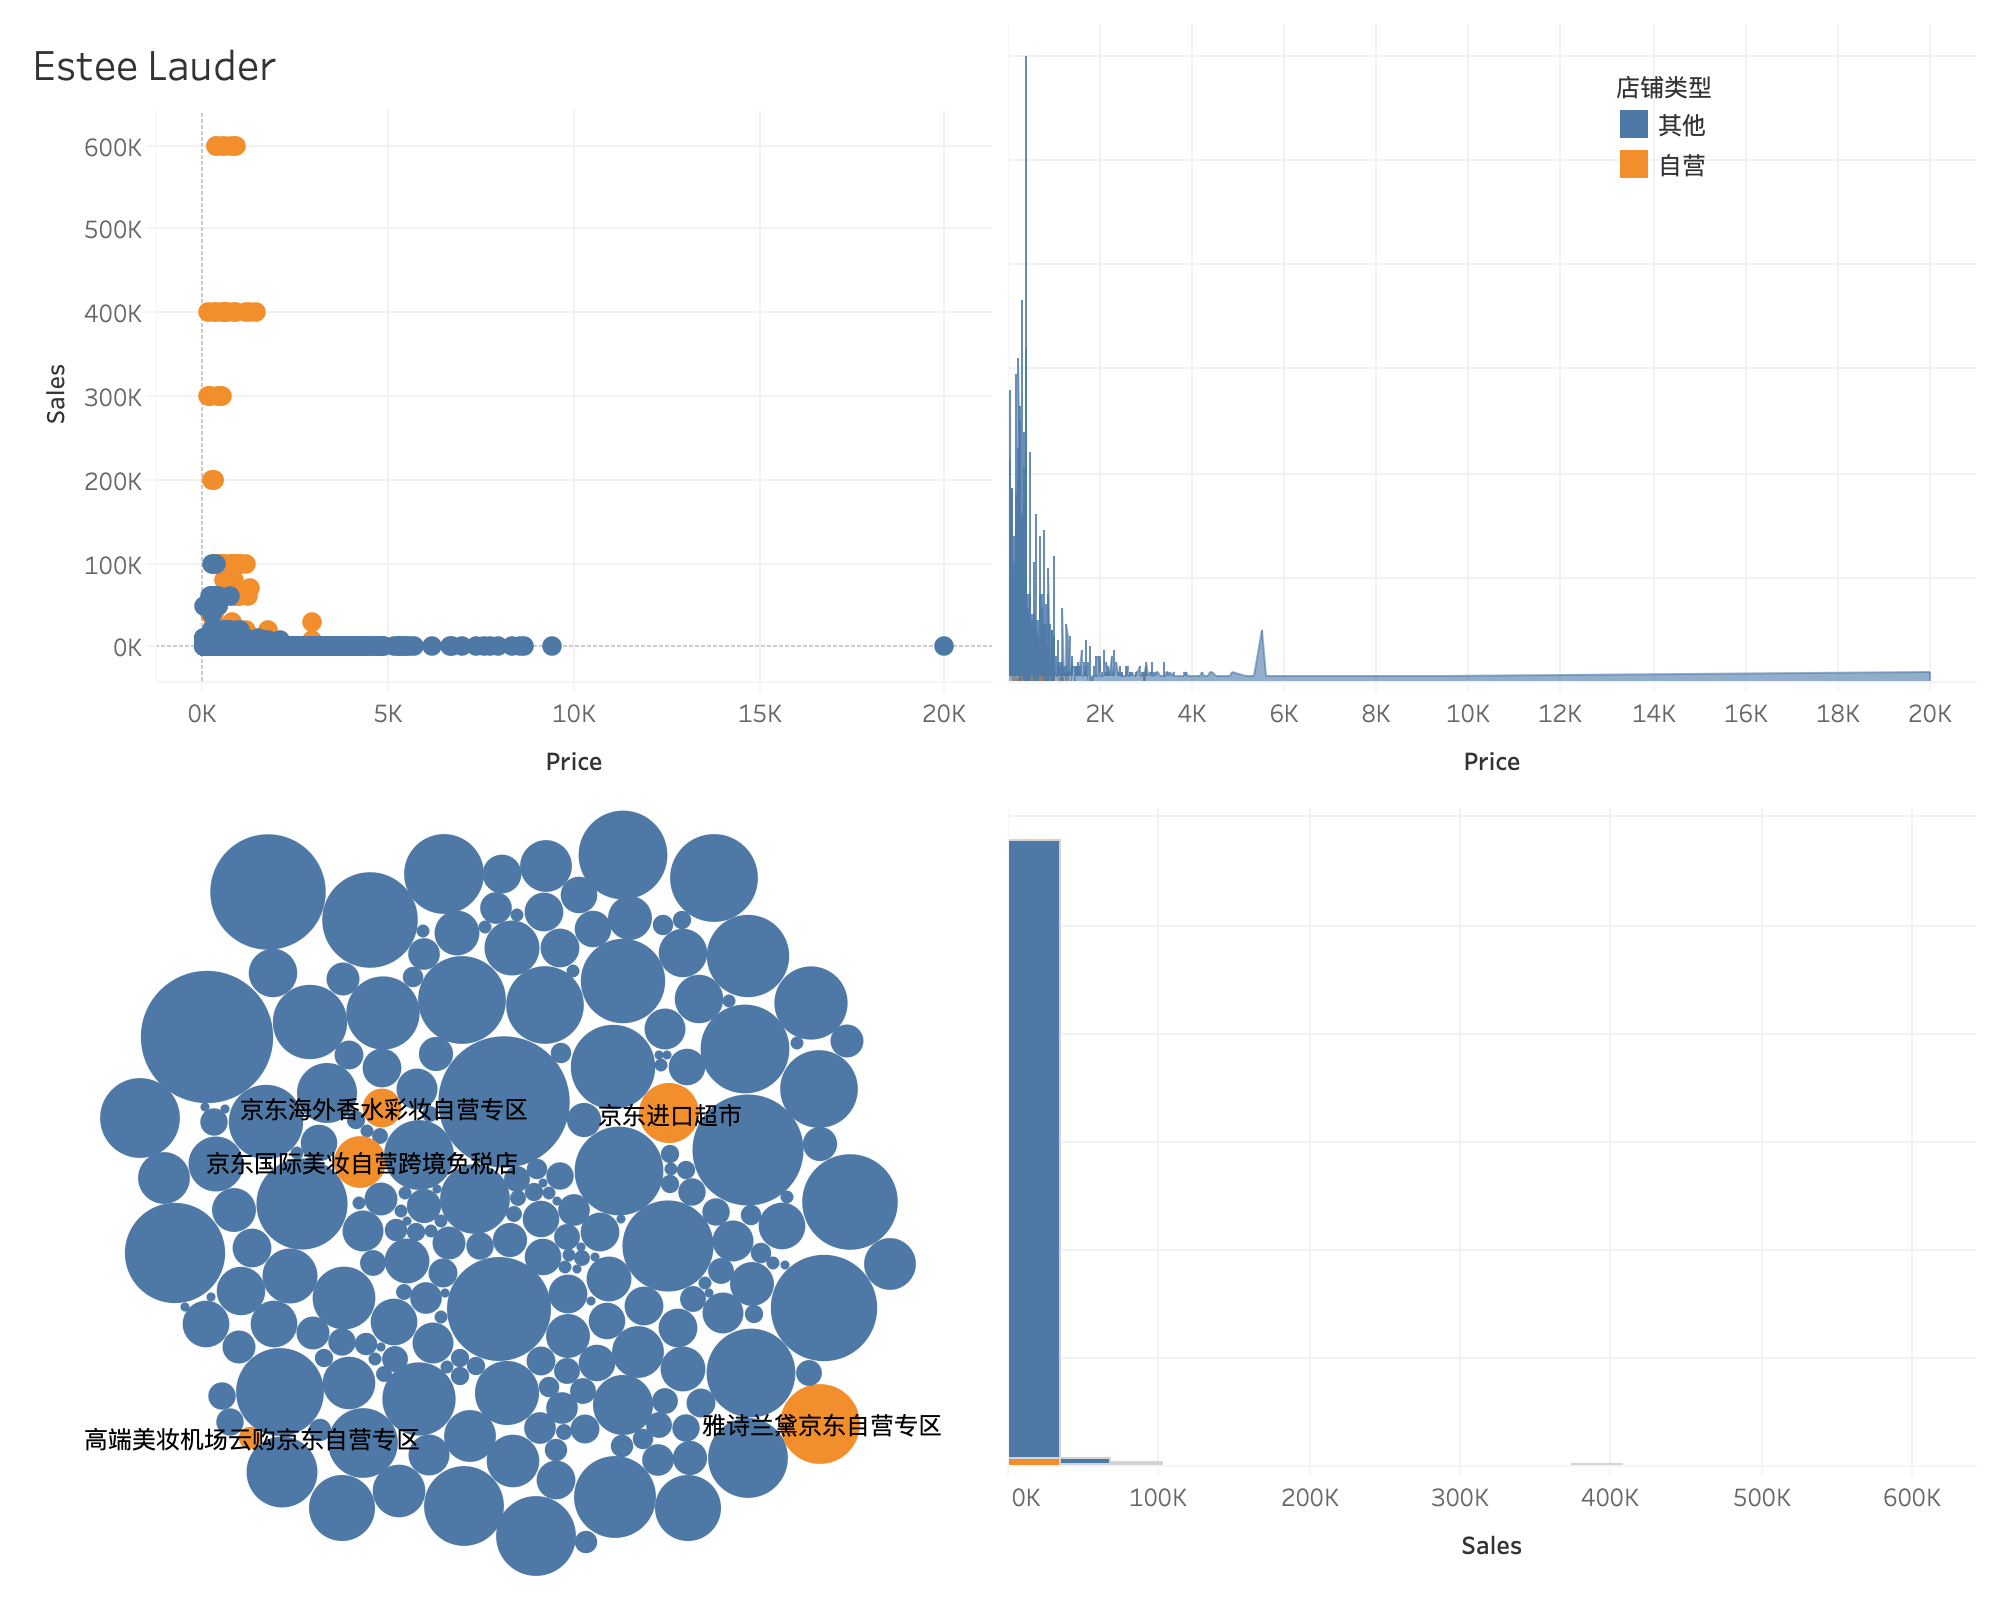 Estee Lauder
600K
500K
400K
300K
200K
100K
0K
Sales
0K 5K 10K 15K 20K
Price
店铺类型
其他
自营
2K 4K 6K 8K 10K 12K 14K 16K 18K 20K
Price
京东海外香水彩妆自营专区
京东进口超市
京东国际美妆自营跨境免税店
雅诗兰黛京东自营专区
高端美妆机场云购京东自营专区
0K 100K 200K 300K 400K 500K 600K
Sales